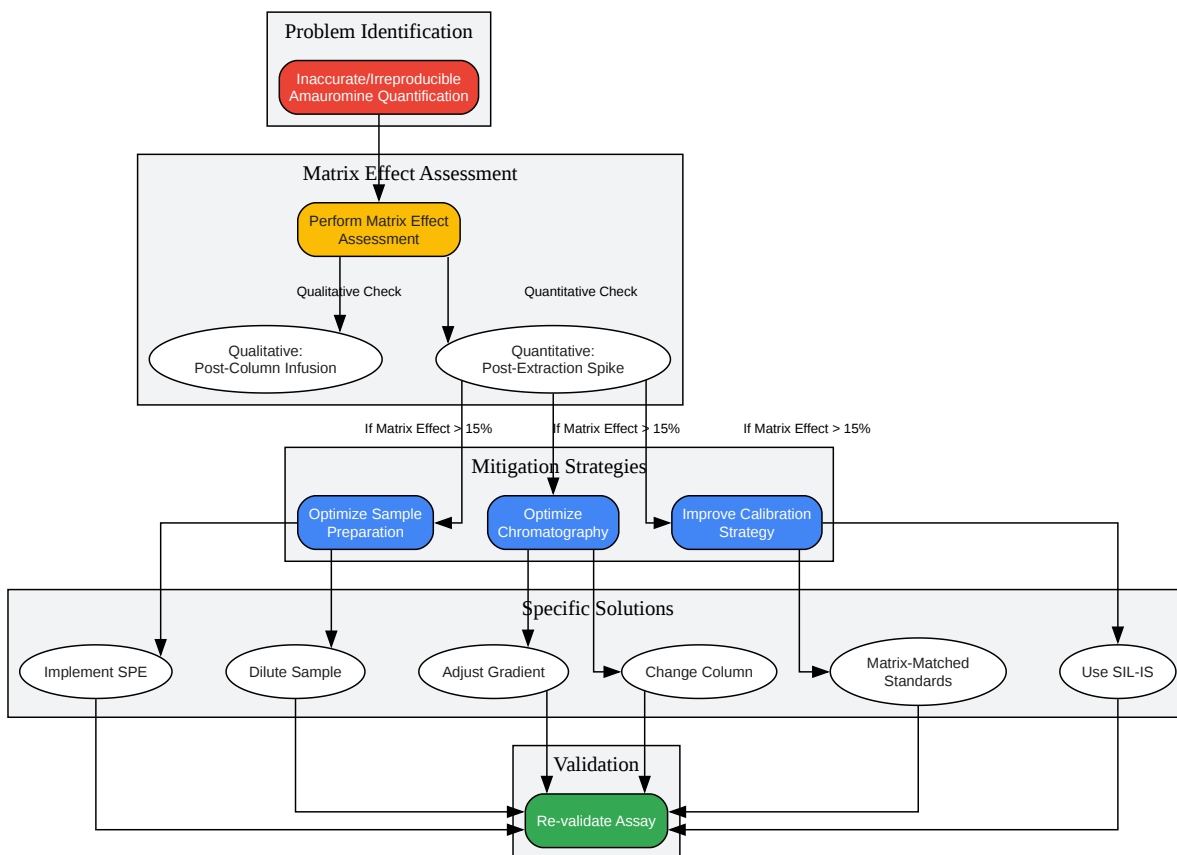 Problem Identification
Inaccurate/Irreproducible
Amauromine Quantification
Matrix Effect Assessment
Perform Matrix Effect
Assessment
Qualitative Check
Quantitative Check
Qualitative:
Post-Column Infusion
Quantitative:
Post-Extraction Spike
If Matrix Effect > 15%
If Matrix Effect > 15%
If Matrix Effect > 15%
Mitigation Strategies
Optimize Sample
Preparation
Optimize
Chromatography
Improve Calibration
Strategy
Specific Solutions
Implement SPE
Dilute Sample
Adjust Gradient
Change Column
Matrix-Matched
Standards
Use SIL-IS
Validation
Re-validate Assay